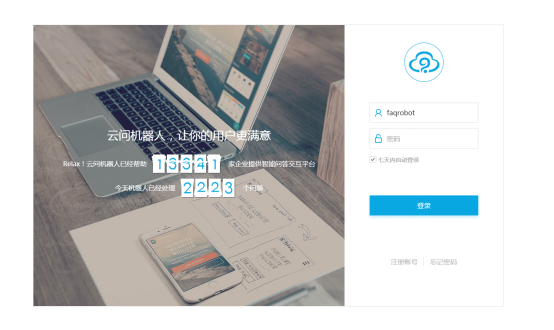 云问机器人，让你的用户更满意
Relax！云问机器人已经帮助 13341 家企业提供智能问答交互平台
今天机器人已经处理 2223 个问题
faqrobot
密码
七天内自动登录
登录
注册账号 | 忘记密码